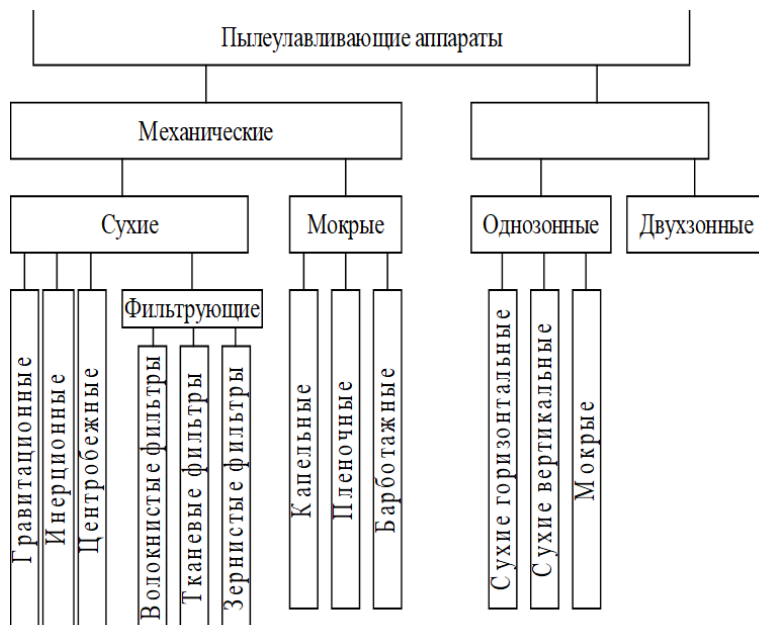 Пылеулавливающие аппараты
Механические
Сухие
Мокрые
Однозонные
Двухзонные
Фильтрующие
Гравитационные
Инерционные
Центробежные
Волокнистые фильтры
Тканевые фильтры
Зернистые фильтры
Капельные
Пленочные
Барботажные
Сухие горизонтальные
Сухие вертикальные
Мокрые